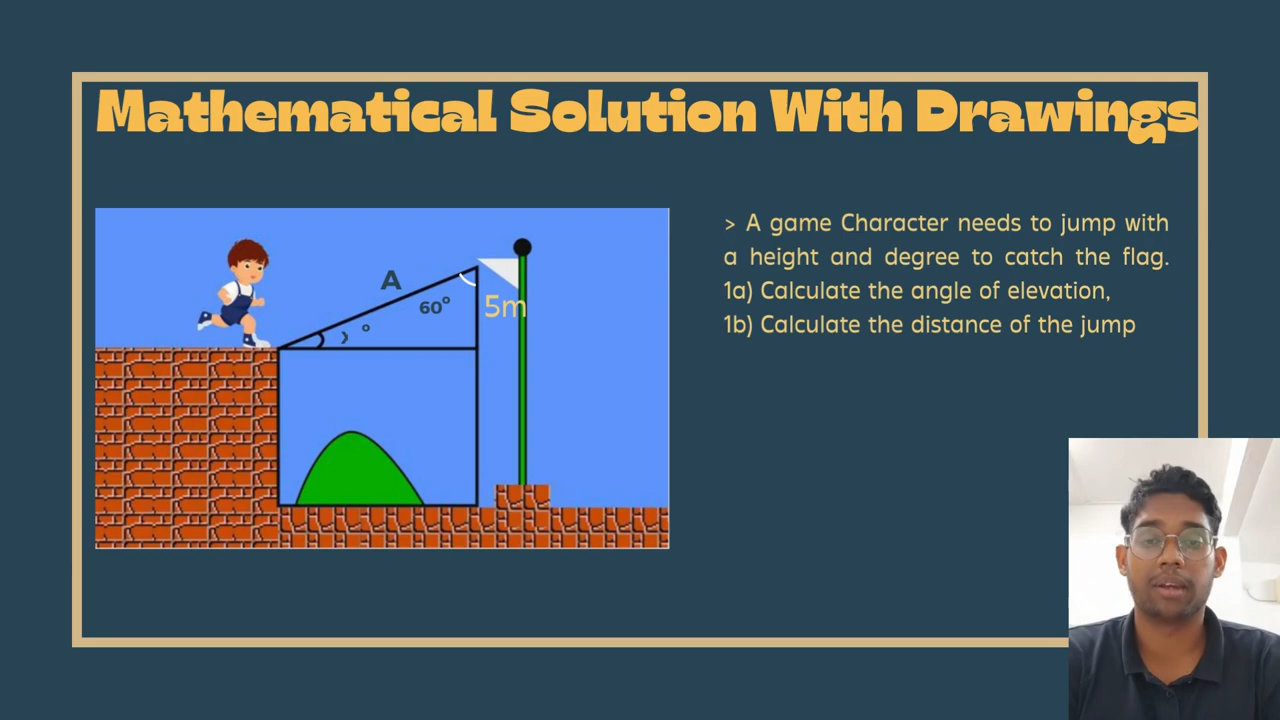 Mathematical Solution With Drawings
> A game Character needs to jump with
a height and degree to catch the flag.
1a) Calculate the angle of elevation,
1b) Calculate the distance of the jump
A
60°
5m
°